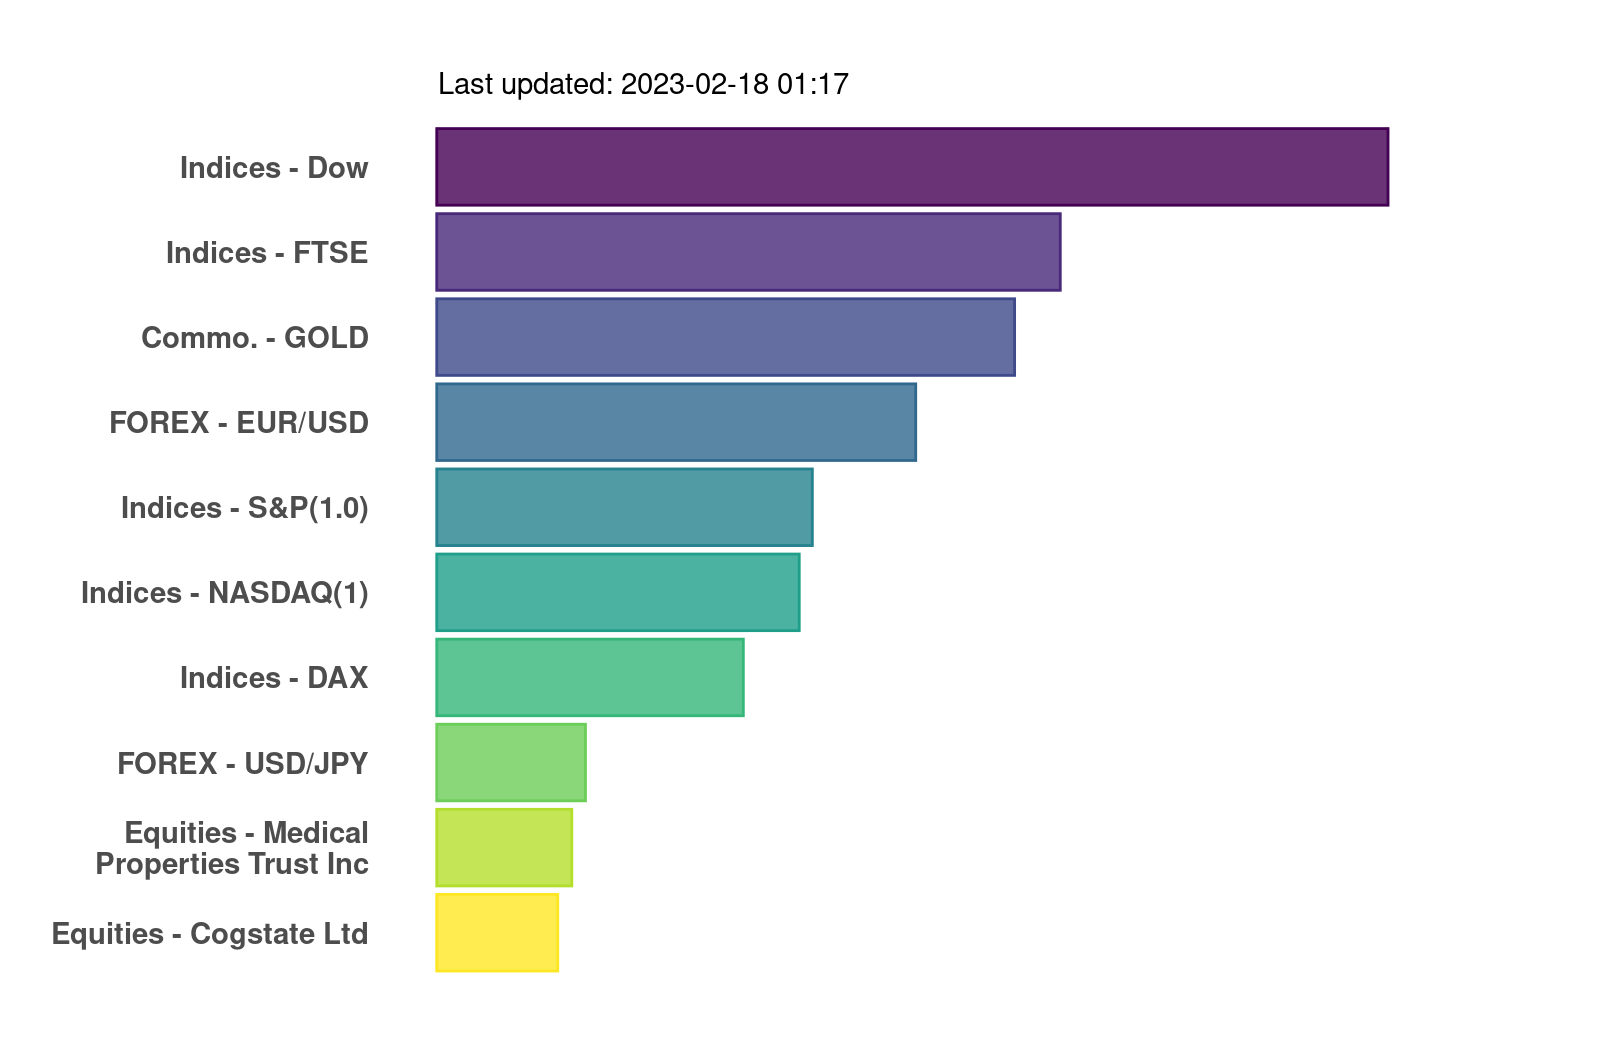 Last updated: 2023-02-18 01:17
Indices - Dow
Indices - FTSE
Commo. - GOLD
FOREX - EUR/USD
Indices - S&P(1.0)
Indices - NASDAQ(1)
Indices - DAX
FOREX - USD/JPY
Equities - Medical
Properties Trust Inc
Equities - Cogstate Ltd